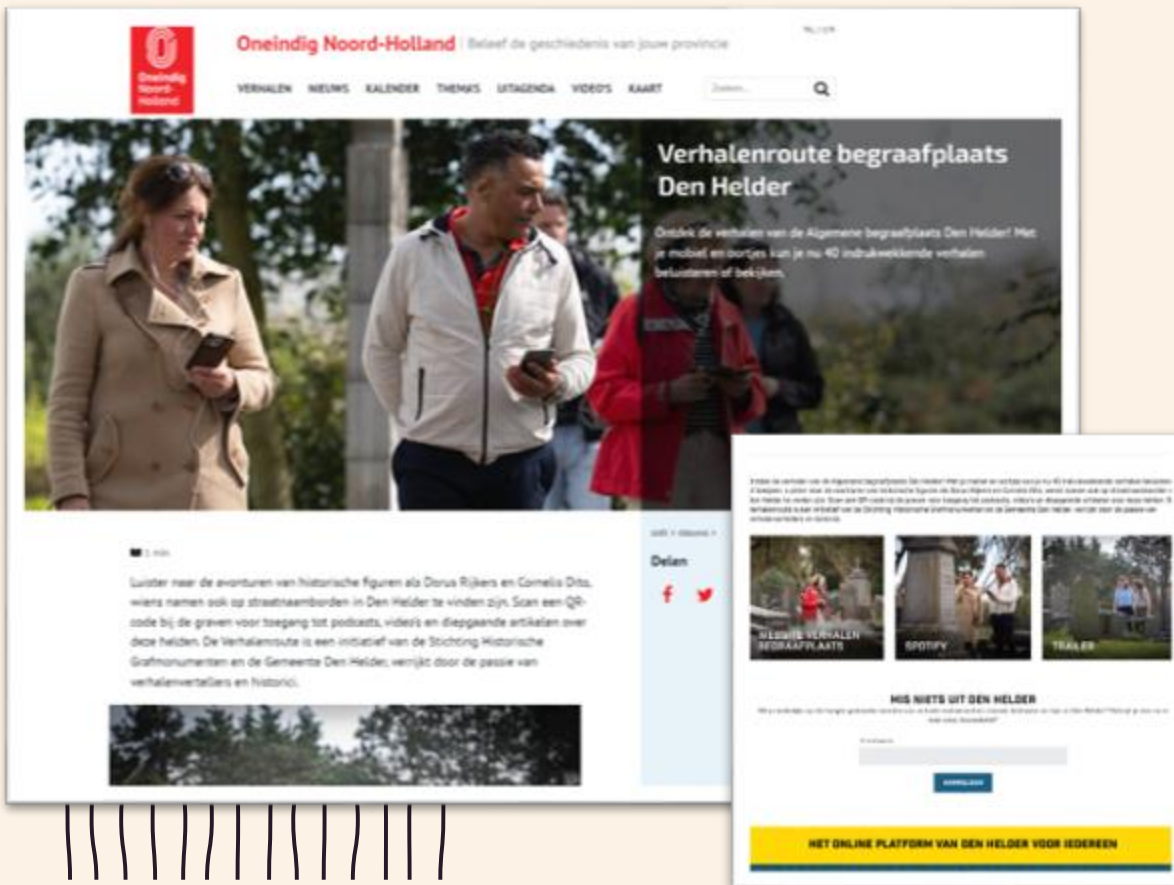 Oneindig
Noord-
Holland
Oneindig Noord-Holland | Beleef de geschiedenis van jouw provincie
NL / EN
VERHALEN NIEUWS KALENDER THEMA'S UITAGENDA VIDEO'S KAART
Zoeken...
Verhalenroute begraafplaats
Den Helder
Ontdek de verhalen van de Algemene begraafplaats Den Helder! Met
je mobiel en oortjes kun je nu 40 indrukwekkende verhalen
beluisteren of bekijken.
1 min
Luister naar de avonturen van historische figuren als Dorus Rijkers en Cornelis Dito,
wiens namen ook op straatnaamborden in Den Helder te vinden zijn. Scan een QR-
code bij de graven voor toegang tot podcasts, video's en diepgaande artikelen over
deze helden. De Verhalenroute is een initiatief van de Stichting Historische
Grafmonumenten en de Gemeente Den Helder, verrijkt door de passie van
verhalenvertellers en historici.
Delen
WEBSITE VERHALEN
BEGRAAFPLAATS
SPOTIFY
TRAILER
MIS NIETS UIT DEN HELDER
AANMELDEN
HET ONLINE PLATFORM VAN DEN HELDER VOOR IEDEREEN